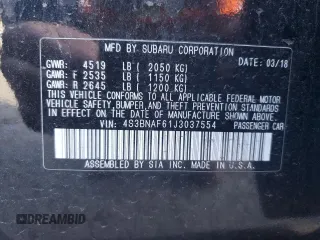 MFD BY SUBARU CORPORATION
GVWR: 4519 LB ( 2050 KG) DATE: 03/18
GAWR: F 2535 LB ( 1150 KG)
GAWR: R 2645 LB ( 1200 KG)
THIS VEHICLE CONFORMS TO ALL APPLICABLE FEDERAL MOTOR
VEHICLE SAFETY, BUMPER, AND THEFT PREVENTION STANDARDS
IN EFFECT ON THE DATE OF MANUFACTURE SHOWN ABOVE.
VIN: 4S3BNAF61J3037554 PASSENGER CAR
ASSEMBLED BY SIA INC. MADE IN U.S.A.
© BIDMIND